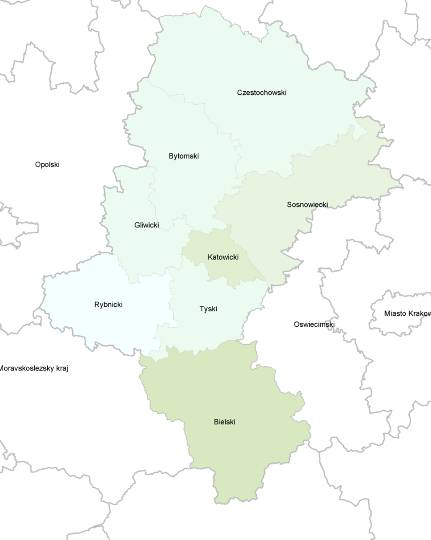 Czestochowski
Bytomski
Opolski
Sosnowiecki
Gliwicki
Katowicki
Rybnicki
Tyski
Miasto Krakow
Oswiecimski
Moravskoslezsky kraj
Bielski